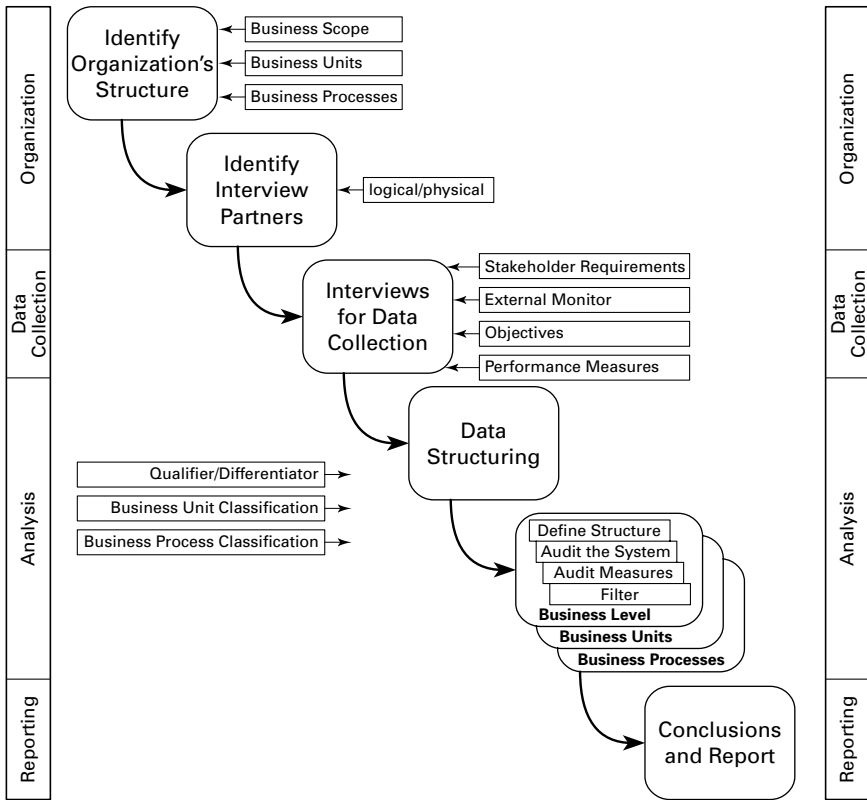 Organization
Data
Collection
Analysis
Reporting
Identify
Organization's
Structure
Business Scope
Business Units
Business Processes
Identify
Interview
Partners
logical/physical
Interviews
for Data
Collection
Stakeholder Requirements
External Monitor
Objectives
Performance Measures
Data
Structuring
Qualifier/Differentiator
Business Unit Classification
Business Process Classification
Define Structure
Audit the System
Audit Measures
Filter
Business Level
Business Units
Business Processes
Conclusions
and Report
Organization
Data
Collection
Analysis
Reporting